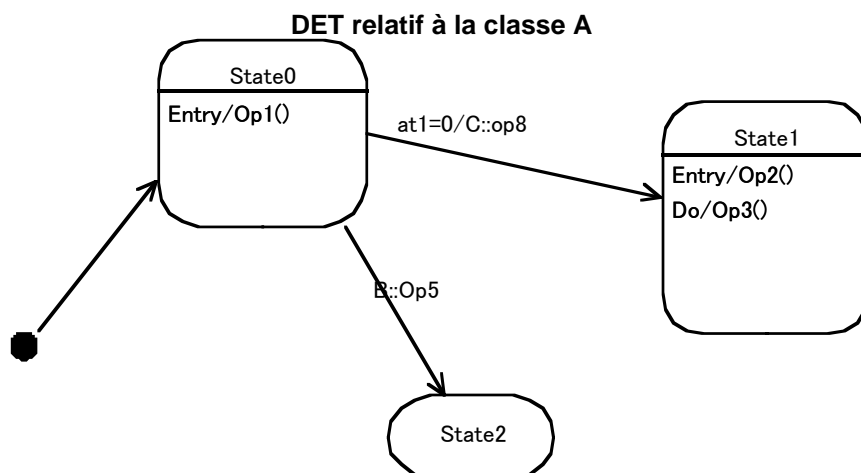 DET relatif à la classe A
State0
Entry/Op1()
at1=0/C::op8
State1
Entry/Op2()
Do/Op3()
B::Op5
State2